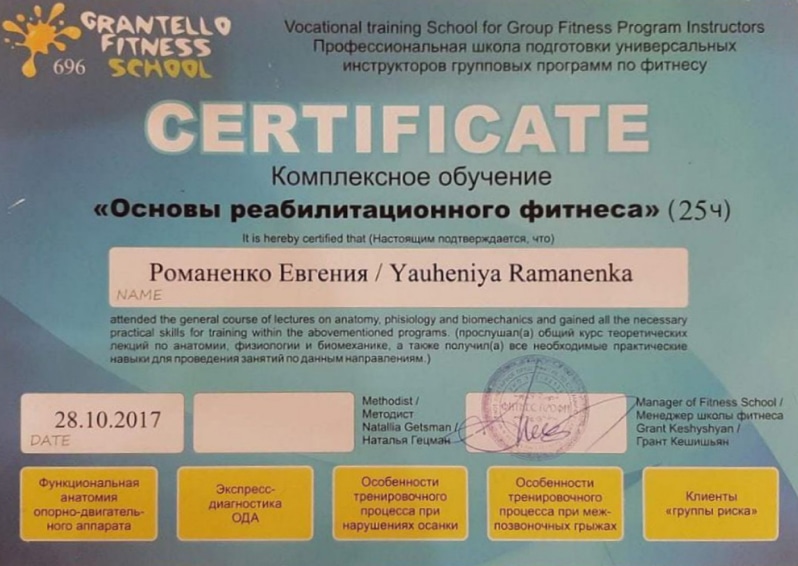 GRANTELLO
FITNESS
SCHOOL
696
Vocational training School for Group Fitness Program Instructors
Профессиональная школа подготовки универсальных
инструкторов групповых программ по фитнесу
CERTIFICATE
Комплексное обучение
«Основы реабилитационного фитнеса» (25ч)
It is hereby certified that (Настоящим подтверждается, что)
Романенко Евгения / Yauheniya Ramanenka
NAME
attended the general course of lectures on anatomy, phisiology and biomechanics and gained all the necessary
practical skills for training within the abovementioned programs. (прослушал(а) общий курс теоретических
лекций по анатомии, физиологии и биомеханике, а также получил(а) все необходимые практические
навыки для проведения занятий по данным направлениям.)
28.10.2017
DATE
Methodist /
Методист
Natallia Getsman /
Наталья Гецман
ФИТНЕС ПРОФИ
Manager of Fitness School /
Менеджер школы фитнеса
Grant Keshyshyan /
Грант Кешишьян
Функциональная
анатомия
опорно-двигатель-
ного аппарата
Экспресс-
диагностика
ОДА
Особенности
тренировочного
процесса при
нарушениях осанки
Особенности
тренировочного
процесса при меж-
позвоночных грыжах
Клиенты
«группы риска»